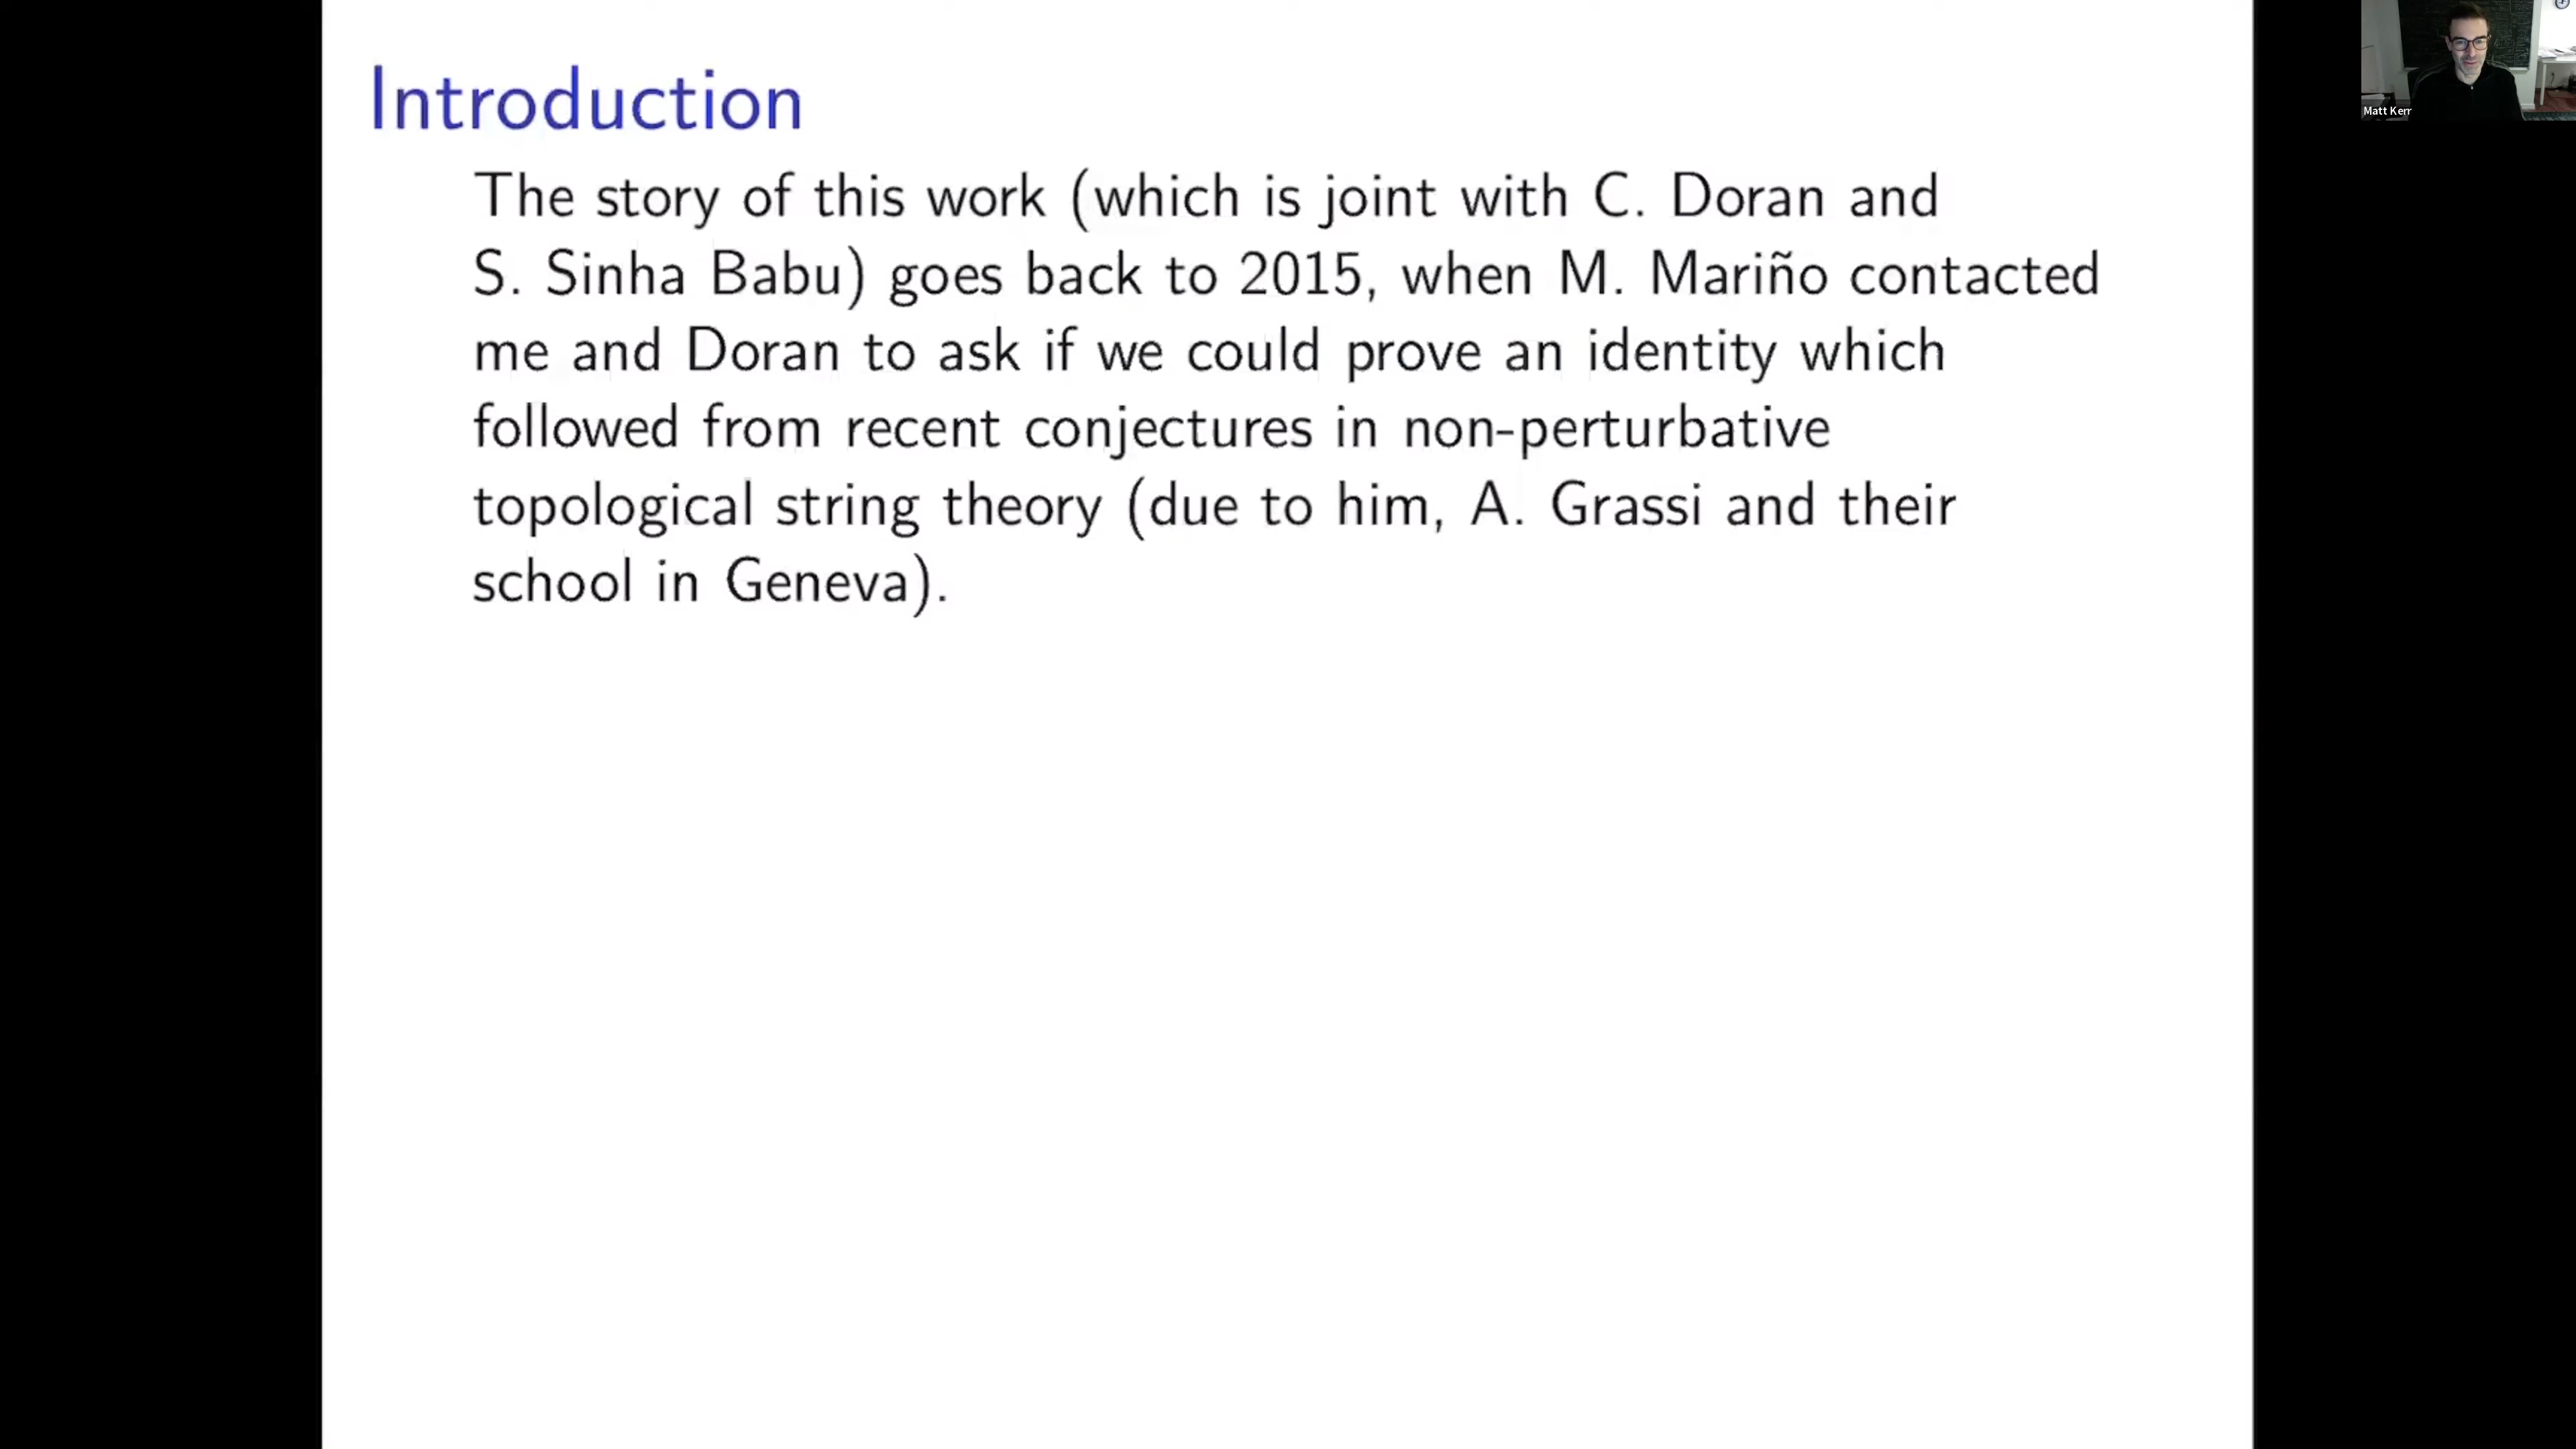 Introduction
The story of this work (which is joint with C. Doran and
S. Sinha Babu) goes back to 2015, when M. Mariño contacted
me and Doran to ask if we could prove an identity which
followed from recent conjectures in non-perturbative
topological string theory (due to him, A. Grassi and their
school in Geneva).
Matt Kerr